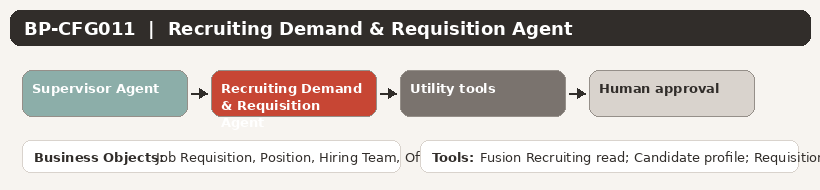 BP-CFG011 | Recruiting Demand & Requisition Agent
Supervisor Agent
Recruiting Demand
& Requisition
Agent
Utility tools
Human approval
Business Objects: Job Requisition, Position, Hiring Team, Of
Tools: Fusion Recruiting read; Candidate profile; Requisition